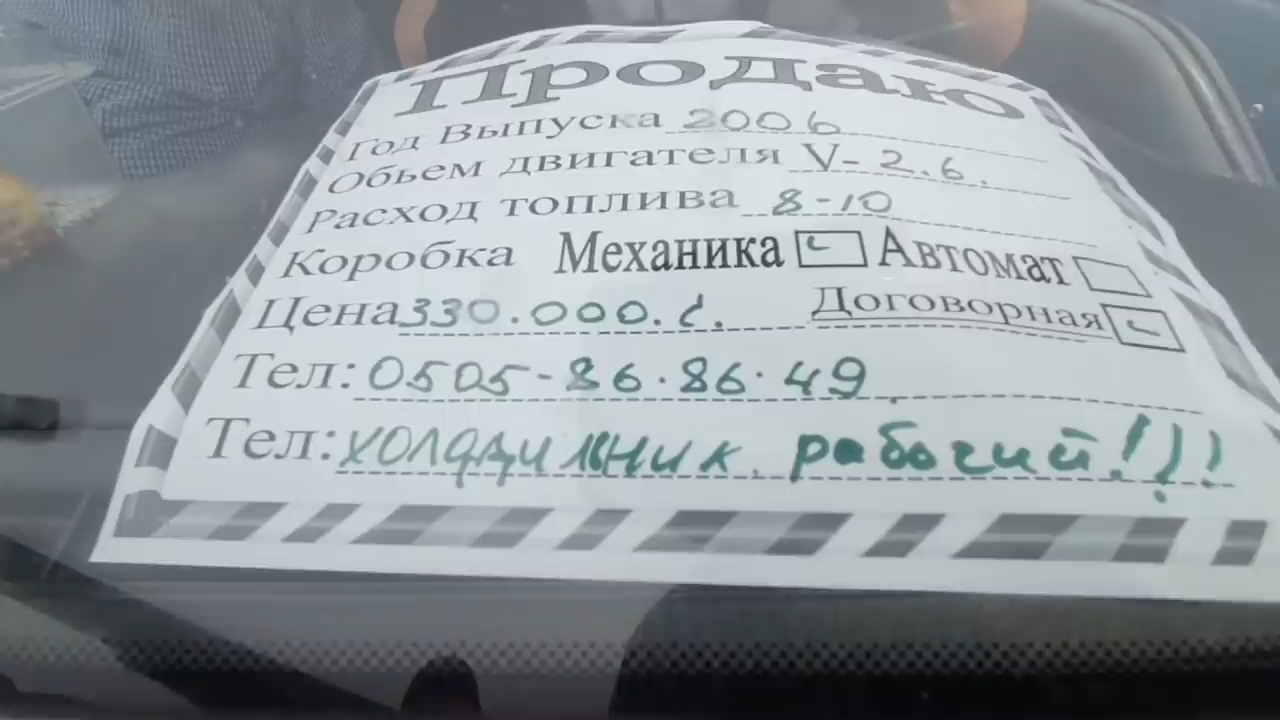 Продаю
Год Выпуска 2006
Обьем двигателя V-2.6.
Расход топлива 8-10
Коробка Механика Автомат
Цена 330.000.с. Договорная
Тел: 0505-86.86.49
Тел: холадильник. рабочий!!!